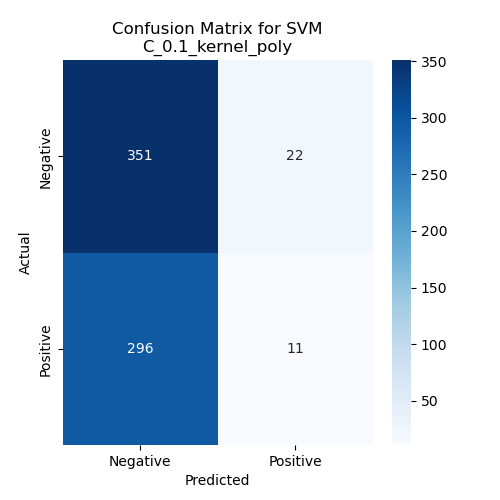 Confusion Matrix for SVM
C_0.1_kernel_poly
Actual
Negative
Positive
351
22
296
11
Negative
Positive
Predicted
350
300
250
200
150
100
50